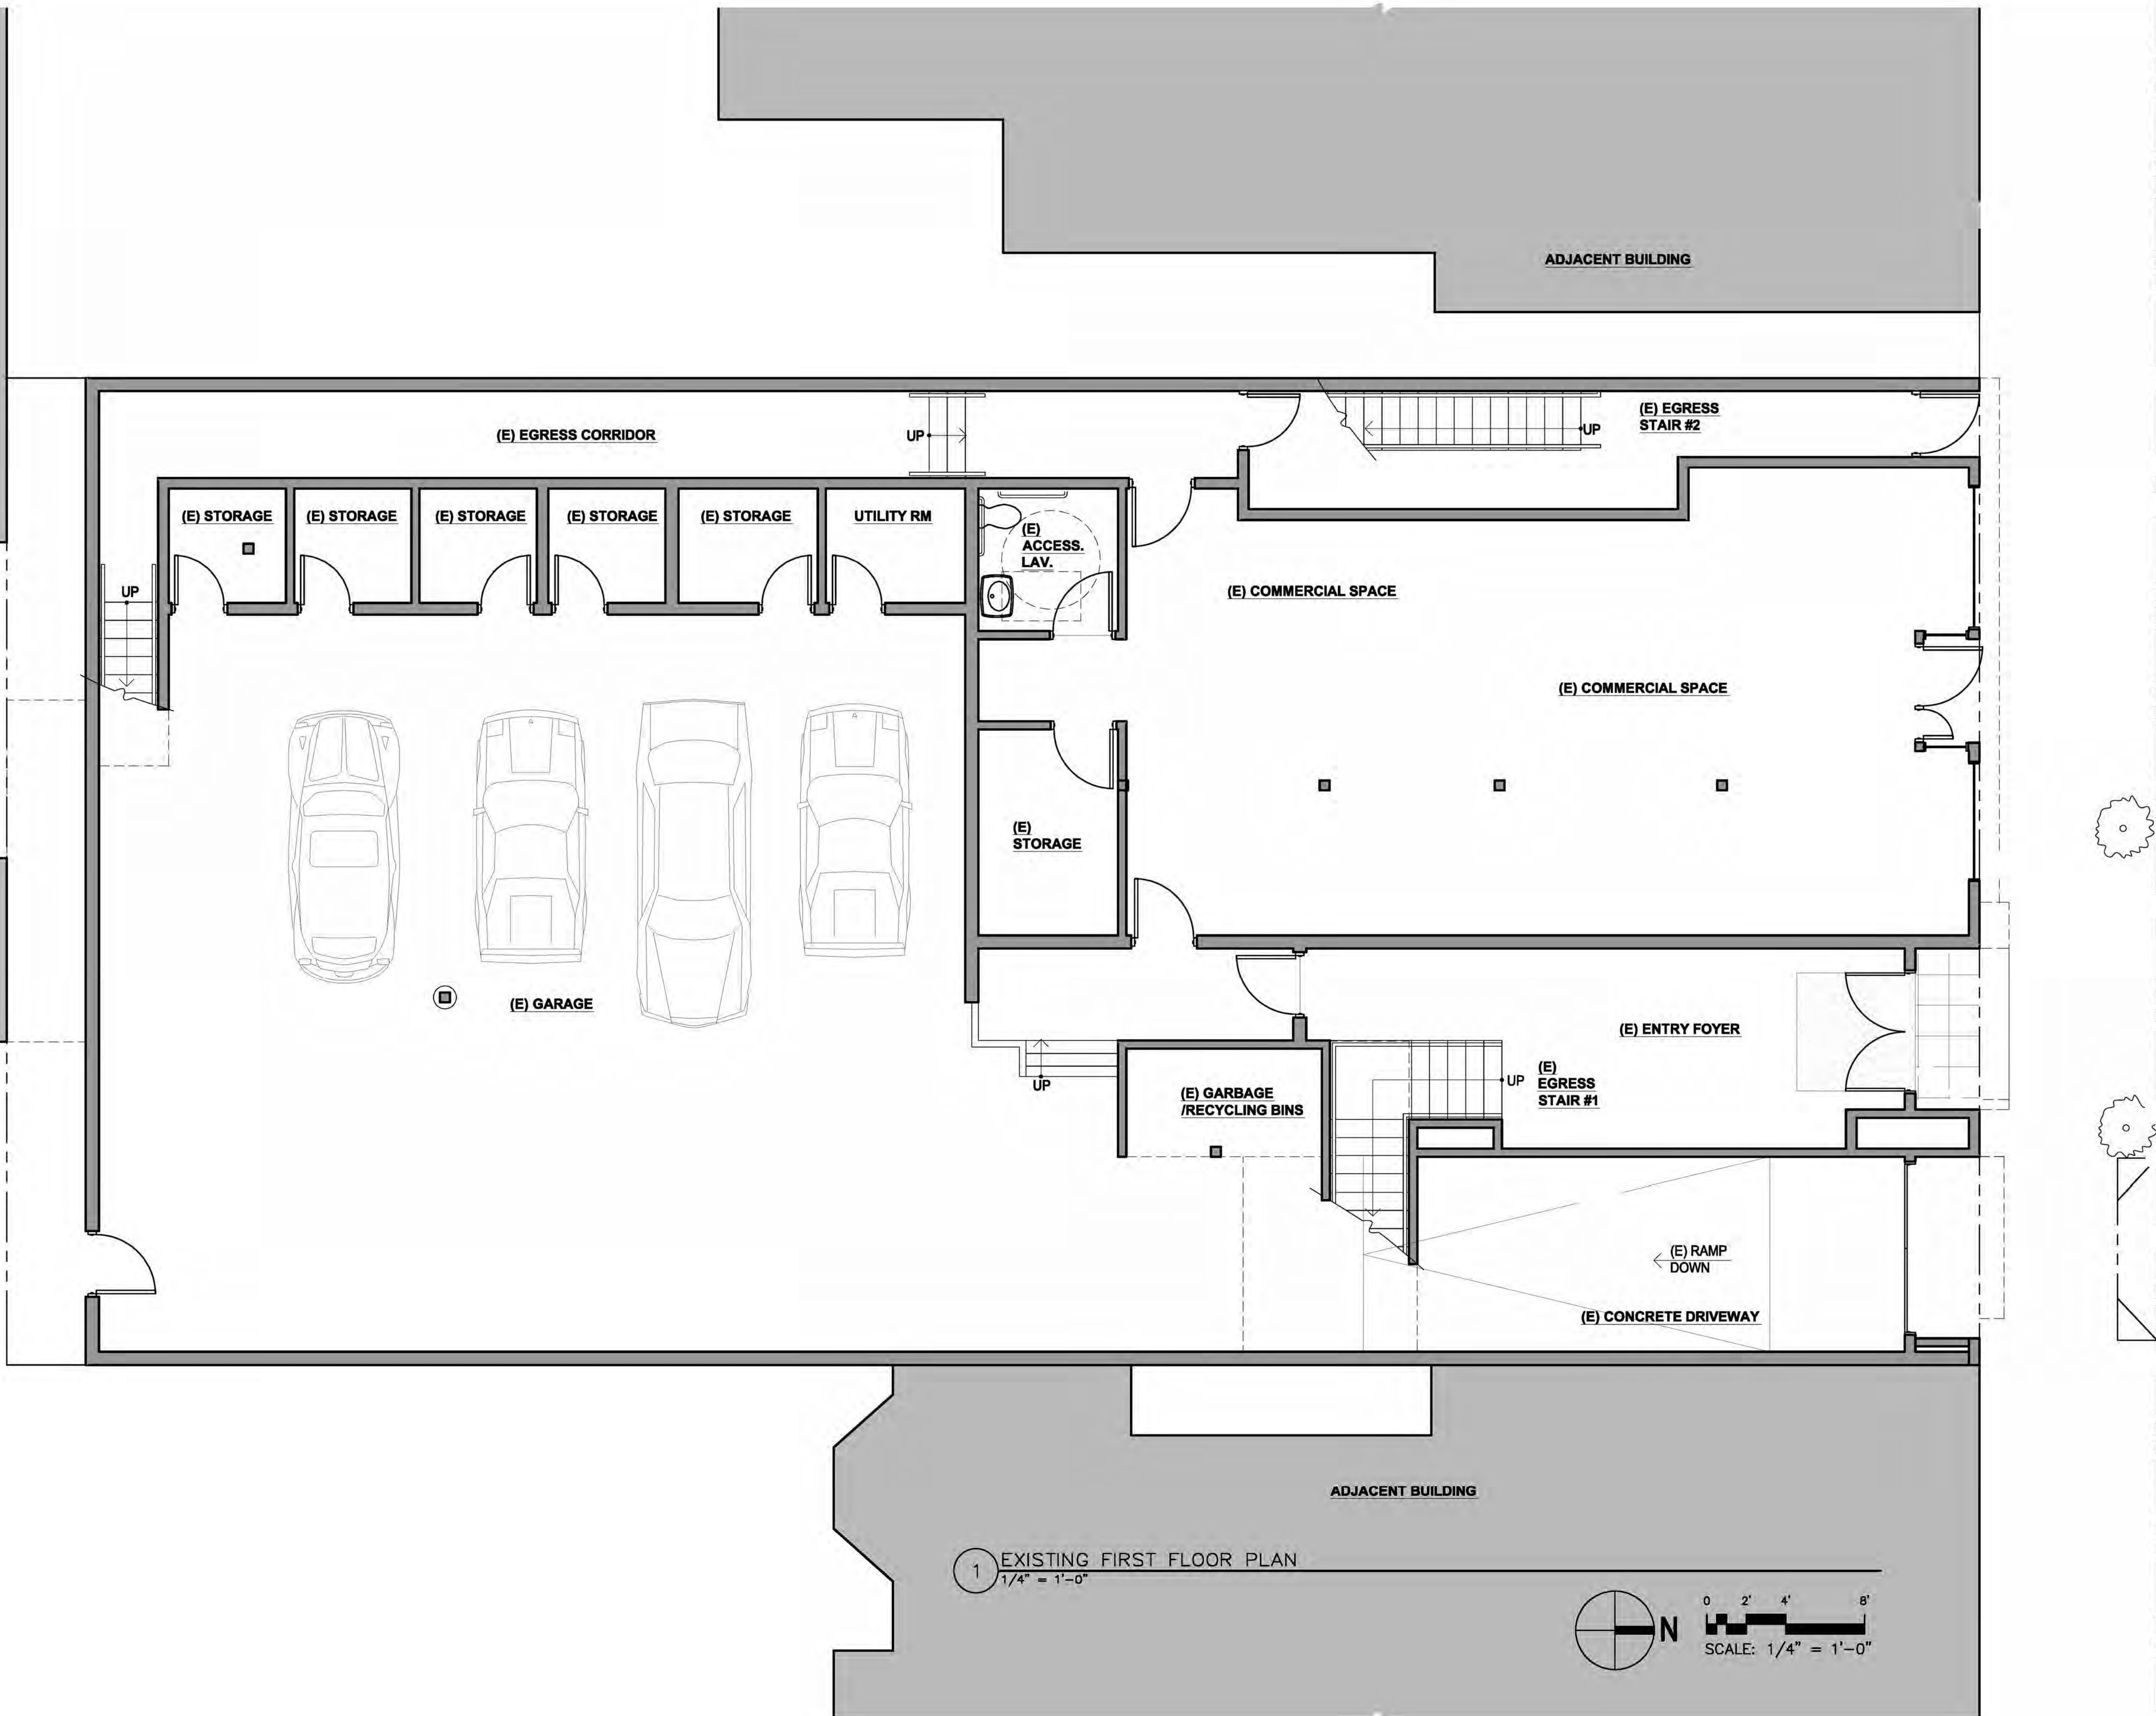 ADJACENT BUILDING
(E) EGRESS
STAIR #2
UP
(E) EGRESS CORRIDOR
UP
(E) STORAGE
(E) STORAGE
(E) STORAGE
(E) STORAGE
(E) STORAGE
UTILITY RM
(E)
ACCESS.
LAV.
UP
(E) COMMERCIAL SPACE
(E) COMMERCIAL SPACE
(E)
STORAGE
(E) GARAGE
(E) ENTRY FOYER
UP
(E) GARBAGE
/RECYCLING BINS
UP
(E)
EGRESS
STAIR #1
(E) RAMP
DOWN
(E) CONCRETE DRIVEWAY
ADJACENT BUILDING
1
EXISTING FIRST FLOOR PLAN
1/4" = 1'-0"
N
0 2' 4' 8'
SCALE: 1/4" = 1'-0"